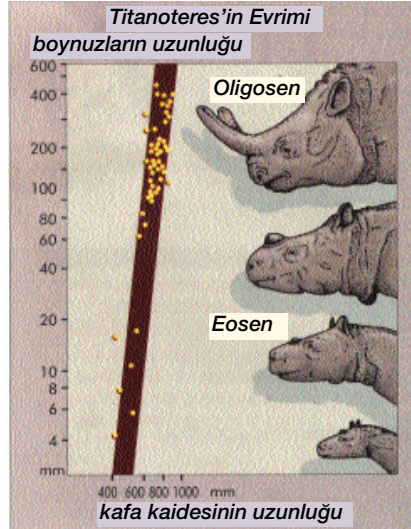 Titanoteres'in Evrimi
boynuzların uzunluğu
600
400
Oligosen
200
100
80
60
40
20
Eosen
10
8
6
4
mm
400 600 800 1000 mm
kafa kaidesinin uzunluğu